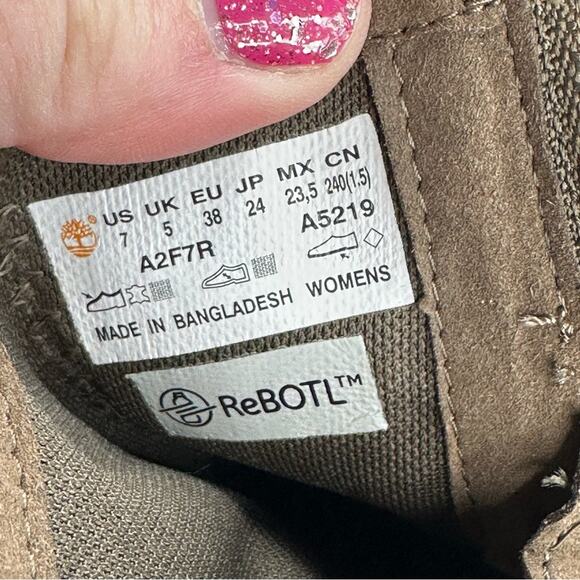 US UK EU JP MX CN
7 5 38 24 23,5 240(1.5)
A2F7R A5219
MADE IN BANGLADESH WOMENS
ReBOTL™